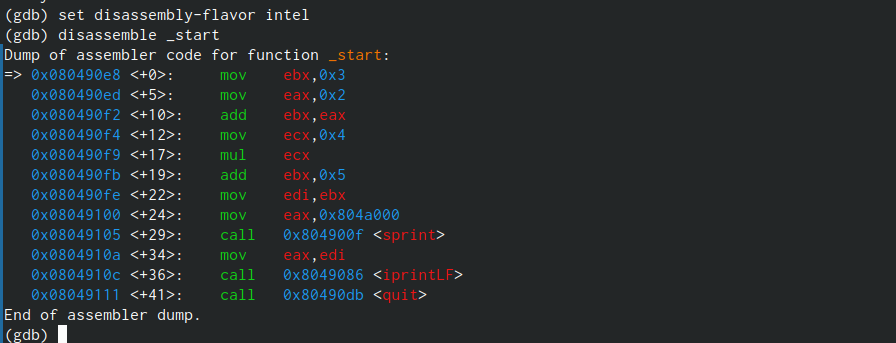 (gdb) set disassembly-flavor intel
(gdb) disassemble _start
Dump of assembler code for function _start:
=> 0x080490e8 <+0>:     mov    ebx,0x3
   0x080490ed <+5>:     mov    eax,0x2
   0x080490f2 <+10>:    add    ebx,eax
   0x080490f4 <+12>:    mov    ecx,0x4
   0x080490f9 <+17>:    mul    ecx
   0x080490fb <+19>:    add    ebx,0x5
   0x080490fe <+22>:    mov    edi,ebx
   0x08049100 <+24>:    mov    eax,0x804a000
   0x08049105 <+29>:    call   0x804900f <sprint>
   0x0804910a <+34>:    mov    eax,edi
   0x0804910c <+36>:    call   0x8049086 <iprintLF>
   0x08049111 <+41>:    call   0x80490db <quit>
End of assembler dump.
(gdb)